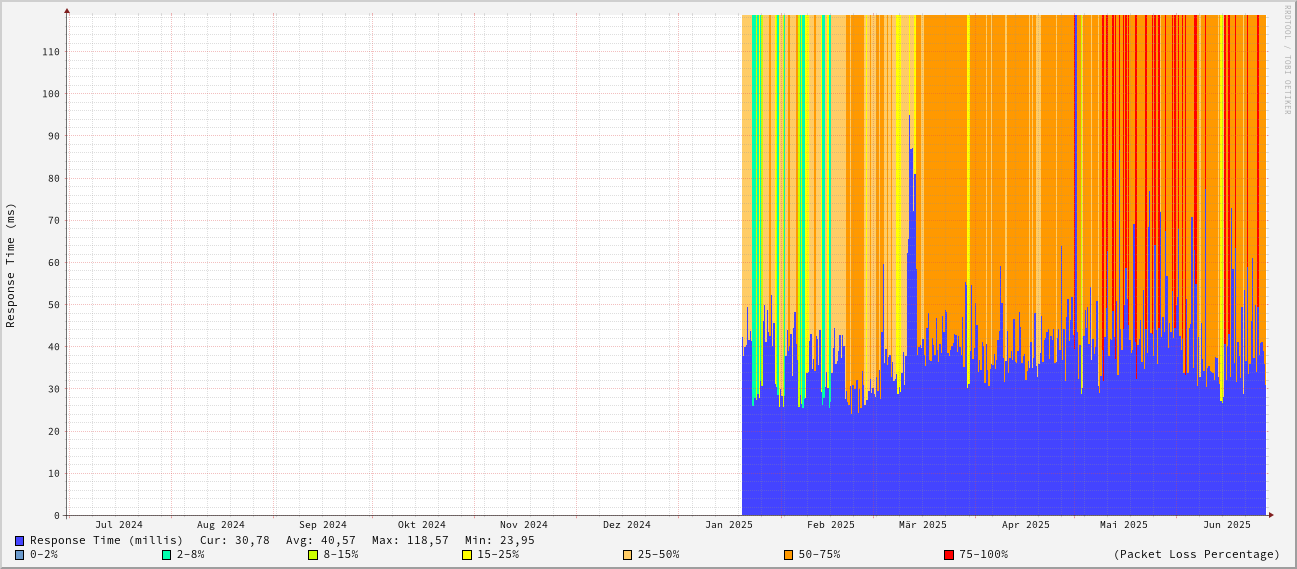 RRDTOOL / TOBI OETIKER
Response Time (ms)
110
100
90
80
70
60
50
40
30
20
10
0
Jul 2024 Aug 2024 Sep 2024 Okt 2024 Nov 2024 Dez 2024 Jan 2025 Feb 2025 Mär 2025 Apr 2025 Mai 2025 Jun 2025
Response Time (millis) Cur: 30,78 Avg: 40,57 Max: 118,57 Min: 23,95
0-2% 2-8% 8-15% 15-25% 25-50% 50-75% 75-100% (Packet Loss Percentage)